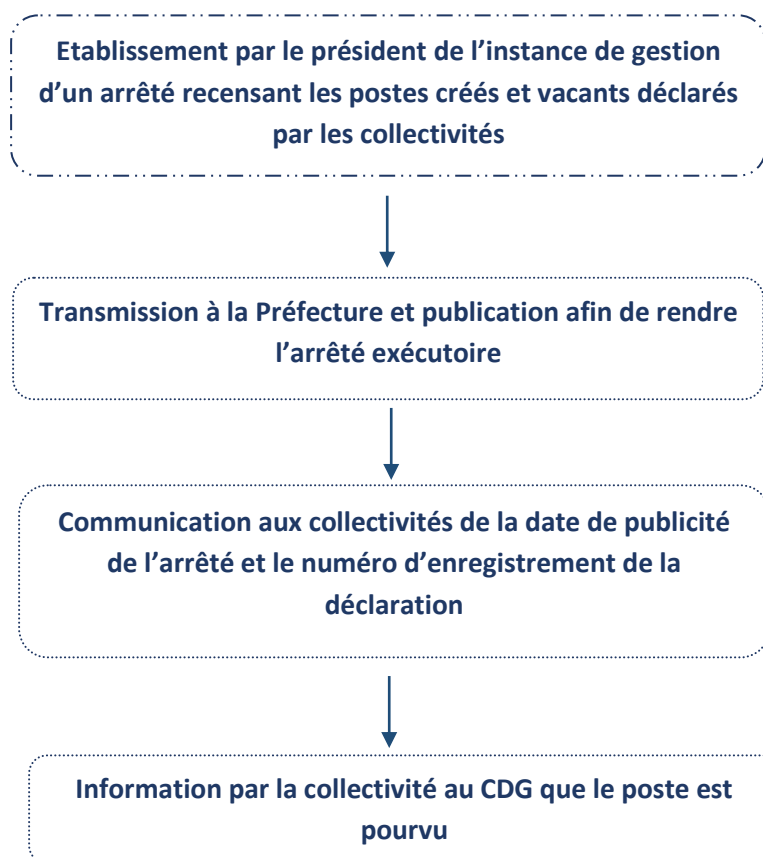 Etablissement par le président de l’instance de gestion
d’un arrêté recensant les postes créés et vacants déclarés
par les collectivités
Transmission à la Préfecture et publication afin de rendre
l’arrêté exécutoire
Communication aux collectivités de la date de publicité
de l’arrêté et le numéro d’enregistrement de la
déclaration
Information par la collectivité au CDG que le poste est
pourvu